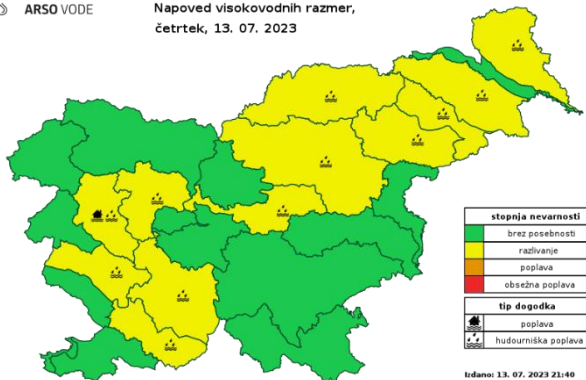 ARSO VODE
Napoved visokovodnih razmer,
četrtek, 13. 07. 2023
stopnja nevarnosti
brez posebnosti
razlivanje
poplava
obsežna poplava
tip dogodka
poplava
hudourniška poplava
Izdano: 13. 07. 2023 21:40